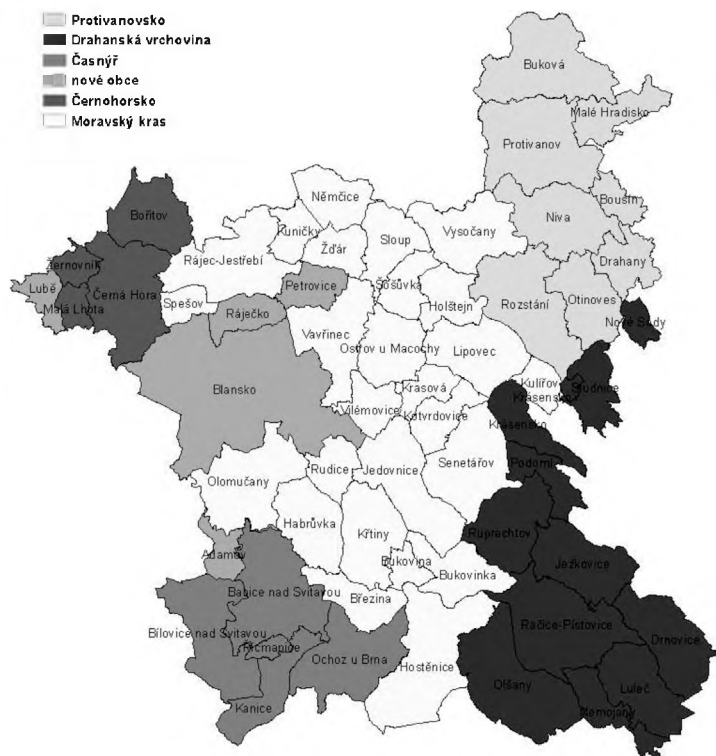 Protivanovsko
Drahanská vrchovina
Časnýř
nové obce
Černohorsko
Moravský kras
Buková
Malé Hradisko
Protivanov
Němčice
Bořitov
Bousín
Kuničky
Sloup
Vysočany
Niva
Žďár
Rájec-Jestřebí
Drahany
Žernovník
Petrovice
Šošůvka
Lubě
Černá Hora
Spešov
Holštejn
Rozstání
Otinoves
Malá Lhota
Ráječko
Nové Sady
Vavřinec
Ostrov u Macochy
Lipovec
Blansko
Krasová
Kulířov
Studnice
Krásensko
Vilémovice
Kotvrdovice
Krásensko
Senetářov
Podomí
Rudice
Jedovnice
Olomučany
Habrůvka
Křtiny
Ruprachtov
Adamov
Bukovina
Ježkovice
Bukovinka
Babice nad Svitavou
Březina
Bílovice nad Svitavou
Račice-Pístovice
Drnovice
Řícmanice
Ochoz u Brna
Hostěnice
Olšany
Luleč
Kanice
Nemojany